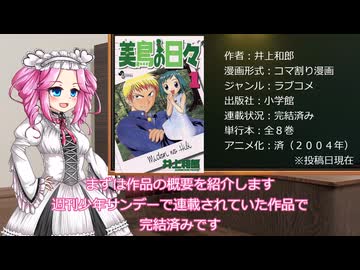 美鳥の日々
Midori no Hibi
井上和郎
作者：井上和郎
漫画形式：コマ割り漫画
ジャンル：ラブコメ
出版社：小学館
連載状況：完結済み
単行本：全８巻
アニメ化：済（２００４年）
※投稿日現在
まずは作品の概要を紹介します
週刊少年サンデーで連載されていた作品で
完結済みです